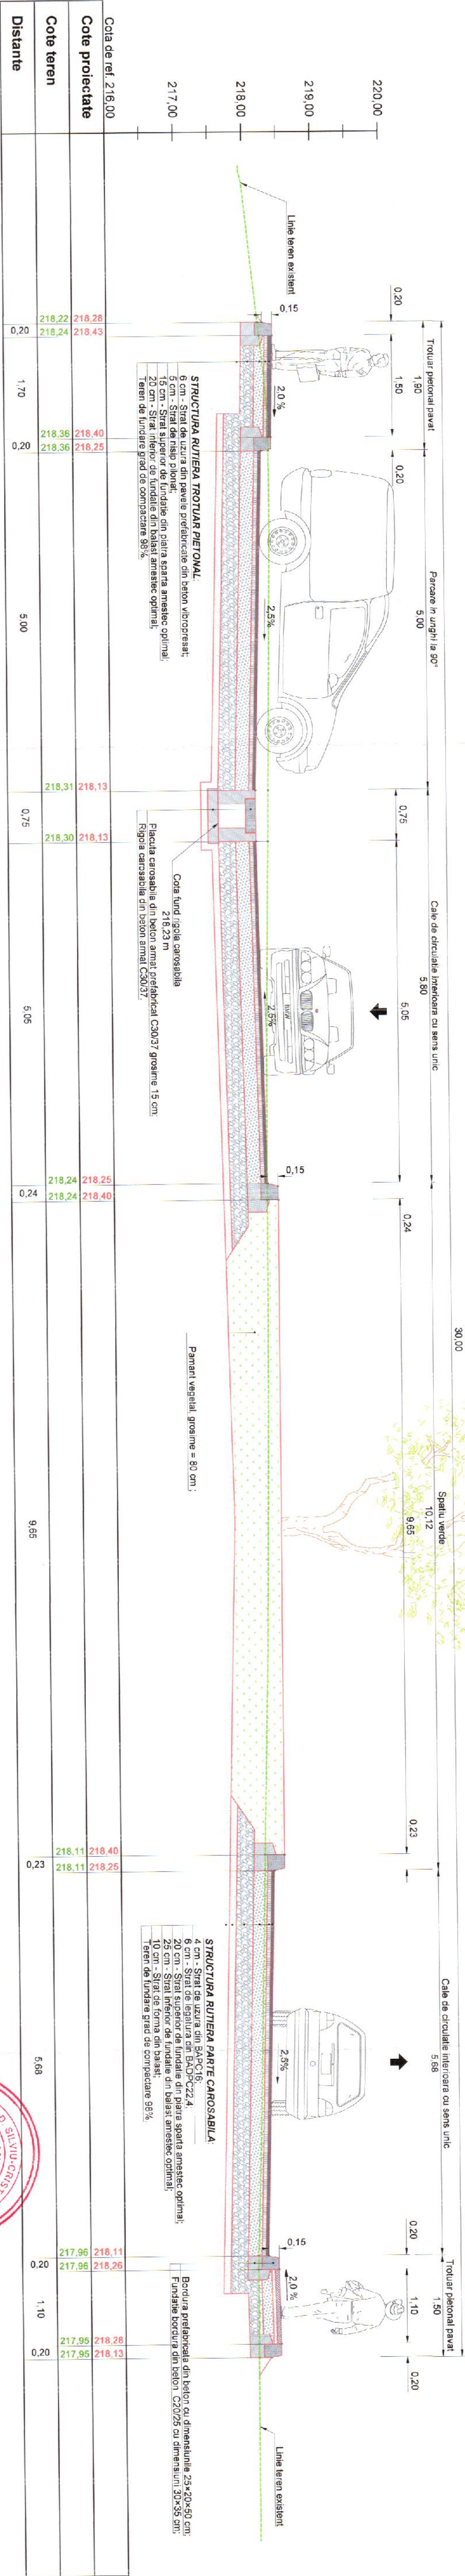 30,00
0,20
Trotuar pietonal pavat
1,90
1,50
0,20
Parcare in unghi la 90°
5.00
Cale de circulatie interioara cu sens unic
5.80
0,75
5,05
0,24
Spatiu verde
10,12
9,65
0,23
Cale de circulatie interioara cu sens unic
5.68
0,20
Trotuar pietonal pavat
1.50
1,10
0,20
220,00
219,00
218,00
217,00
Cota de ref. 216,00
Linie teren existent
0,15
2,0 %
2,5%
2,5%
BMW
0,15
2,5%
0,15
2,0 %
Linie teren existent
STRUCTURA RUTIERA TROTUAR PIETONAL:
6 cm - Strat de uzura din pavele prefabricate din beton vibropresat;
5 cm - Strat de nisip pilonat;
15 cm - Strat superior de fundatie din piatra sparta amestec optimal;
20 cm - Strat inferior de fundatie din balast amestec optimal;
Teren de fundare grad de compactare 98%.
Cota fund rigola carosabila
218,23 m
Placuta carosabila din beton armat prefabricat C30/37 grosime 15 cm;
Rigola carosabila din beton armat C30/37.
Pamant vegetal, grosime = 80 cm ;
STRUCTURA RUTIERA PARTE CAROSABILA:
4 cm - Strat de uzura din BAPC16;
6 cm - Strat de legatura din BADPC22,4;
20 cm - Strat superior de fundatie din piatra sparta amestec optimal;
25 cm - Strat inferior de fundatie din balast amestec optimal;
10 cm - Strat de forma din balast;
Teren de fundare grad de compactare 98%.
Bordura prefabricata din beton cu dimensiunile 25×20×50 cm;
Fundatie bordura din beton C20/25 cu dimensiuni 30×35 cm;
Cote proiectate
218,28 218,43 218,40 218,25 218,13 218,13 218,25 218,40 218,40 218,25 218,11 218,26 218,28 218,13
Cote teren
218,22 218,24 218,36 218,36 218,31 218,30 218,24 218,24 218,11 218,11 217,96 217,96 217,95 217,95
Distante
0,20 1,70 0,20 5.00 0,75 5,05 0,24 9,65 0,23 5,68 0,20 1,10 0,20
D. SILVIU-CRIST